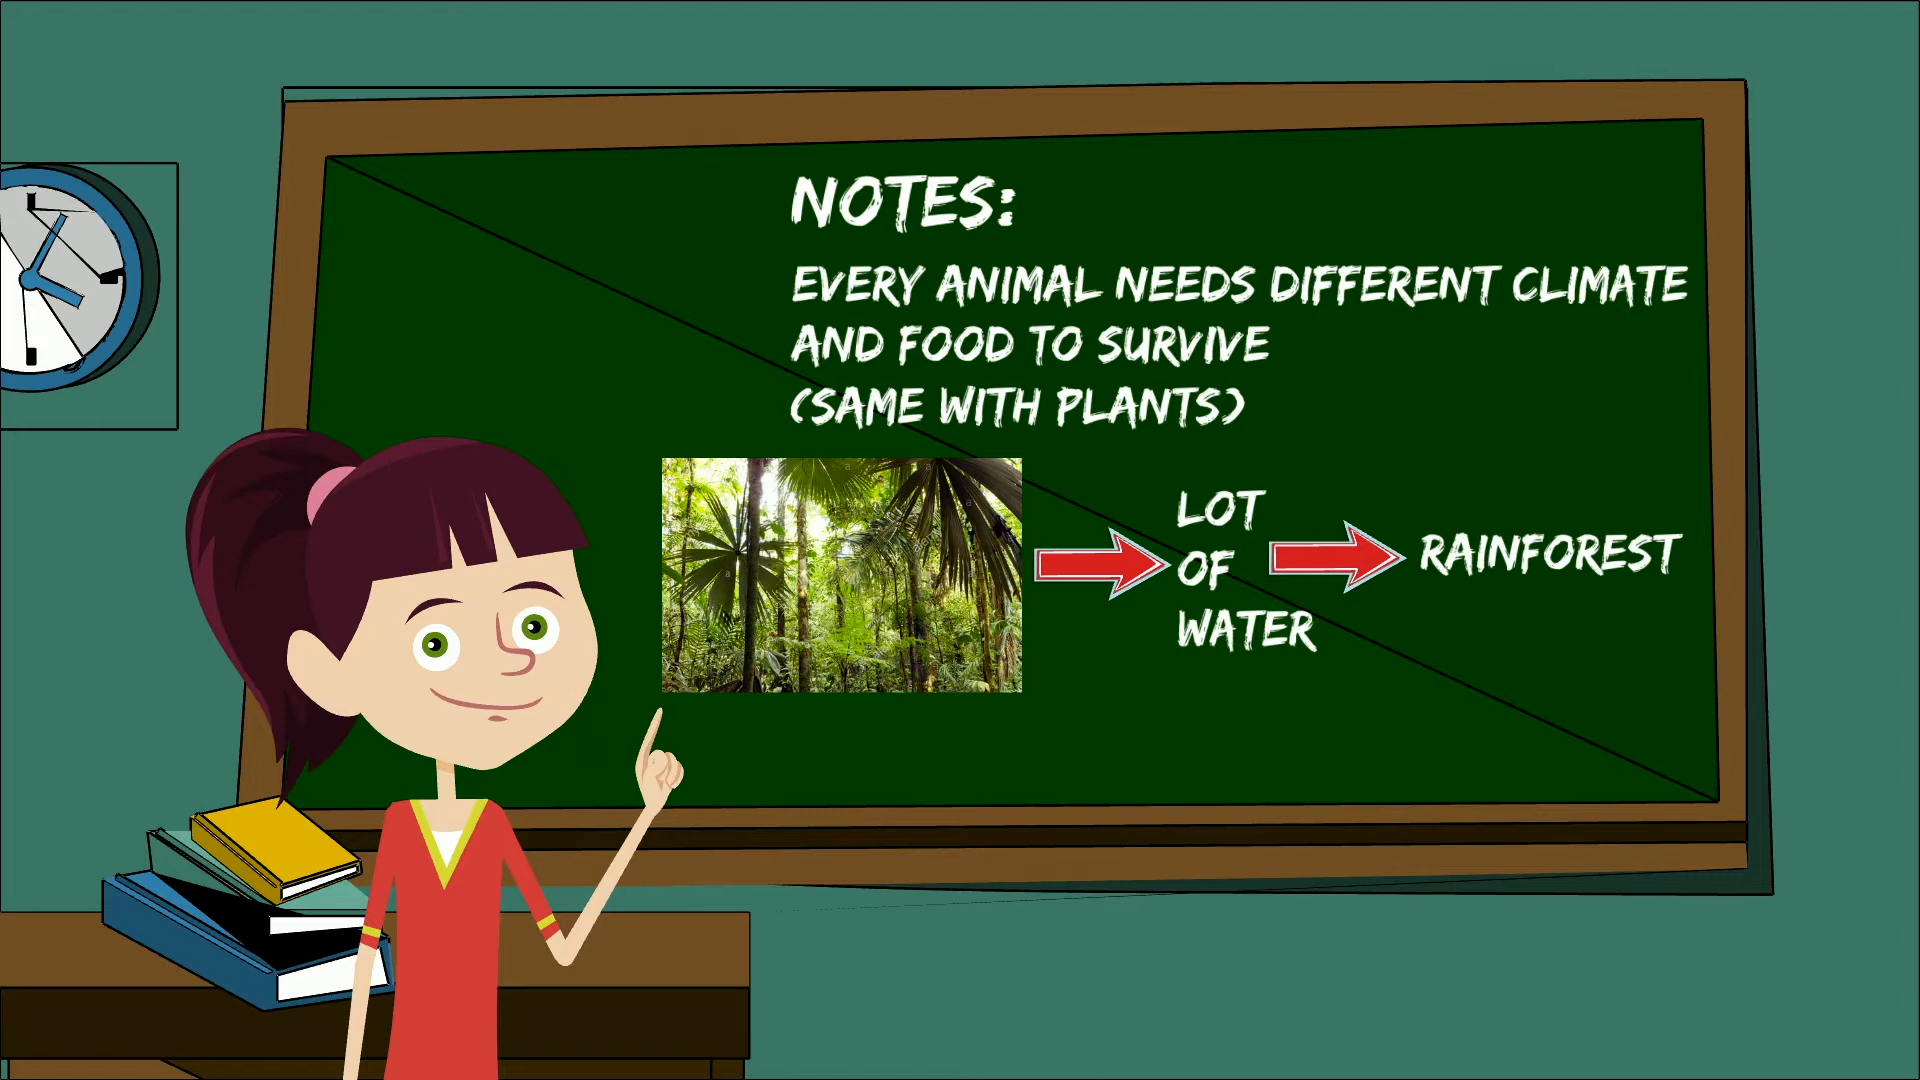 NOTES:
EVERY ANIMAL NEEDS DIFFERENT CLIMATE
AND FOOD TO SURVIVE
(SAME WITH PLANTS)
LOT
OF
WATER
RAINFOREST